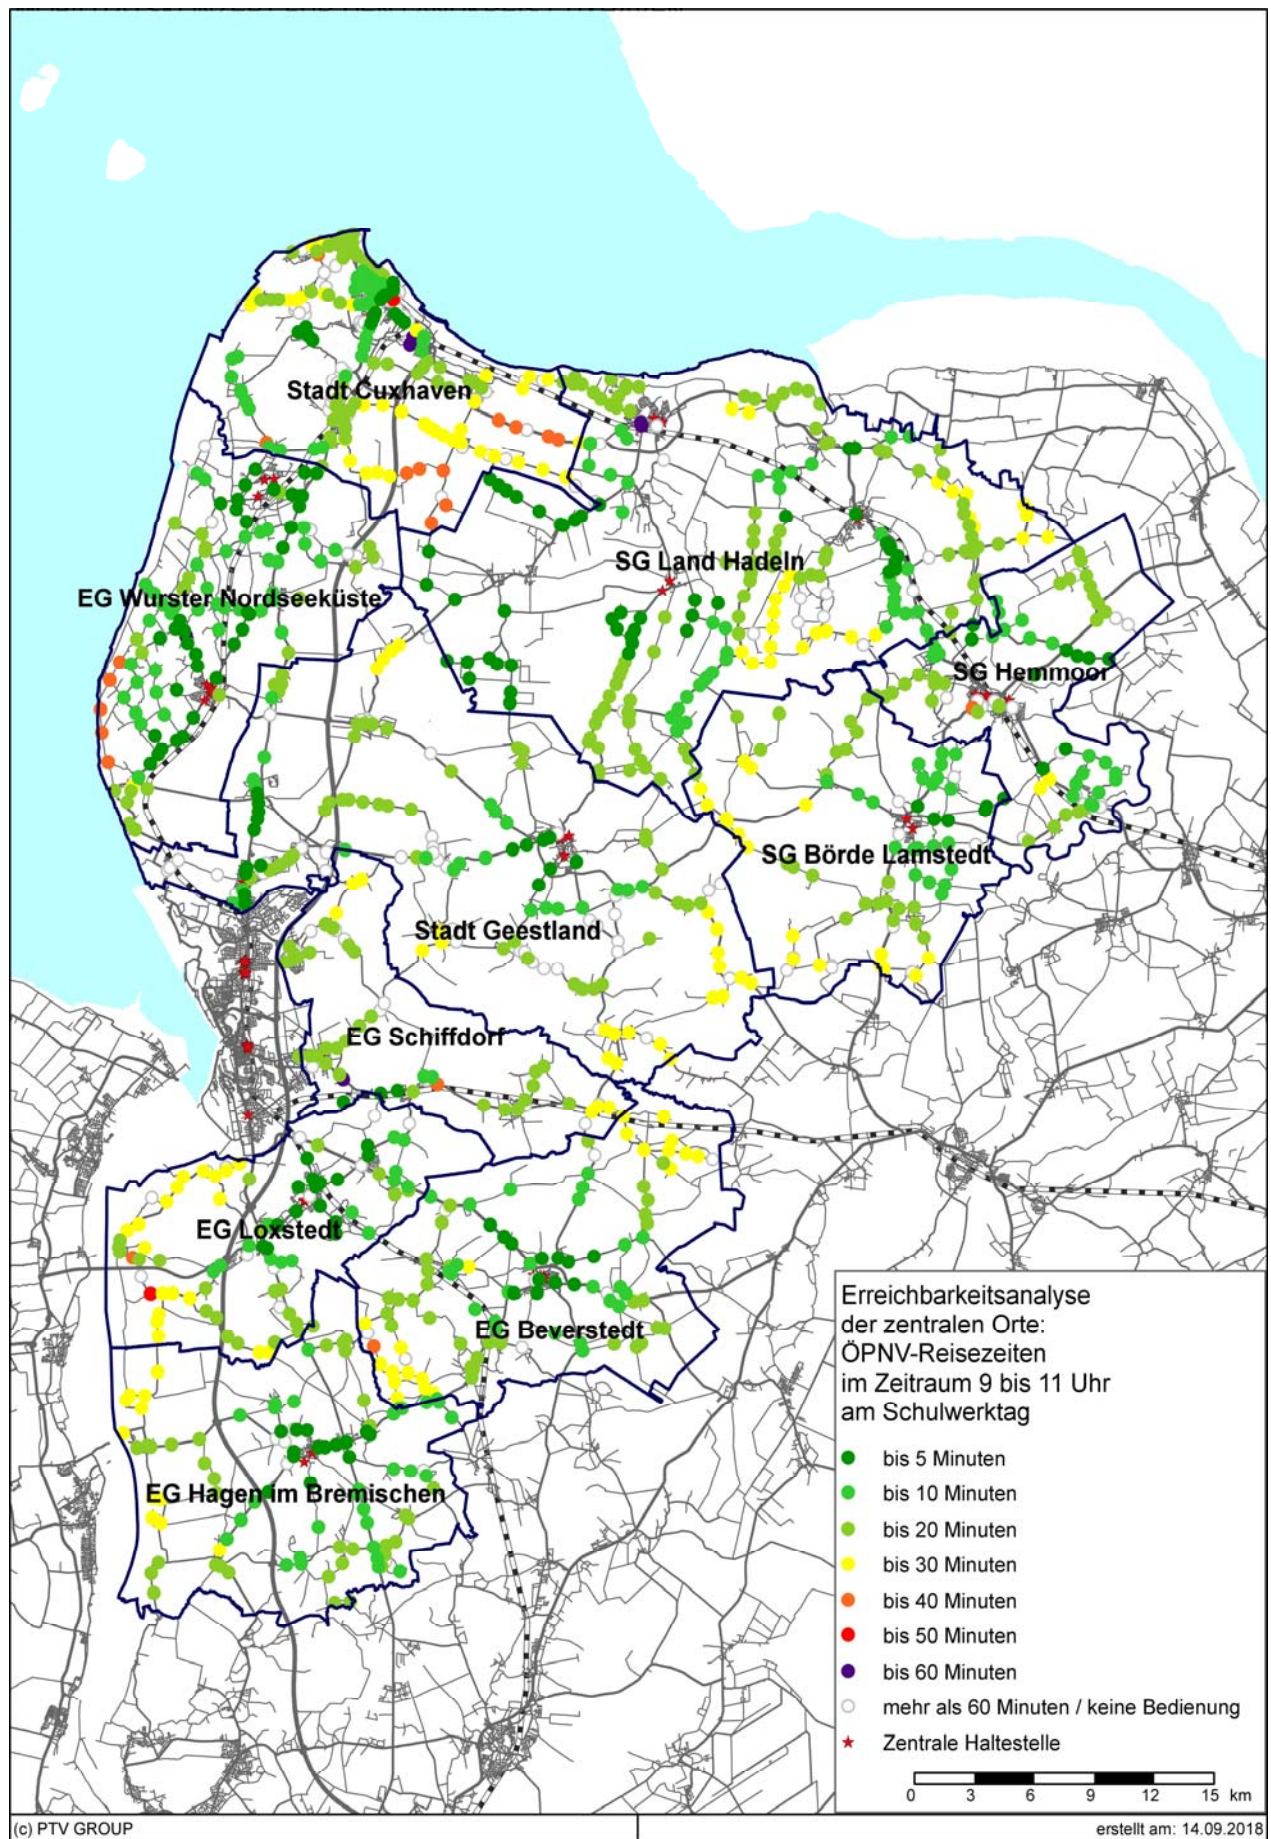 Stadt Cuxhaven
SG Land Hadeln
EG Wurster Nordseeküste
SG Hemmoor
SG Börde Lamstedt
Stadt Geestland
EG Schiffdorf
EG Loxstedt
EG Beverstedt
EG Hagen im Bremischen
Erreichbarkeitsanalyse
der zentralen Orte:
ÖPNV-Reisezeiten
im Zeitraum 9 bis 11 Uhr
am Schulwerktag
bis 5 Minuten
bis 10 Minuten
bis 20 Minuten
bis 30 Minuten
bis 40 Minuten
bis 50 Minuten
bis 60 Minuten
mehr als 60 Minuten / keine Bedienung
Zentrale Haltestelle
0 3 6 9 12 15 km
(c) PTV GROUP
erstellt am: 14.09.2018